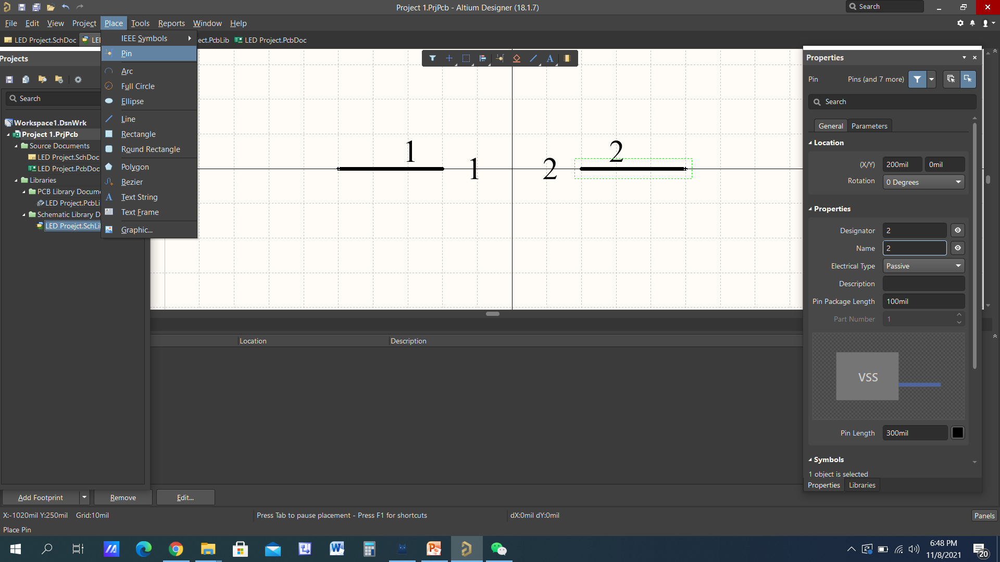 Project 1.PrjPcb - Altium Designer (18.1.7)
Search
File Edit View Project Place Tools Reports Window Help
LED Project.SchDoc LE ect.PcbLib LED Project.PcbDoc
IEEE Symbols
Pin
Arc
Full Circle
Ellipse
Line
Rectangle
Round Rectangle
Polygon
Bezier
Text String
Text Frame
Graphic...
Projects
Search
Workspace1.DsnWrk
Project 1.PrjPcb
Source Documents
LED Project.SchDoc
LED Project.PcbDoc
Libraries
PCB Library Docume
LED Project.PcbLi
Schematic Library D
LED Proejct.SchLi
1 2
1 2
Properties
Pin Pins (and 7 more)
Search
General Parameters
Location
(X/Y) 200mil 0mil
Rotation 0 Degrees
Properties
Designator 2
Name 2
Electrical Type Passive
Description
Pin Package Length 100mil
Part Number 1
VSS
Pin Length 300mil
Symbols
1 object is selected
Properties Libraries
Location Description
Add Footprint Remove Edit...
X:-1020mil Y:250mil Grid:10mil Press Tab to pause placement - Press F1 for shortcuts dX:0mil dY:0mil Panels
Place Pin
6:48 PM
11/8/2021
20